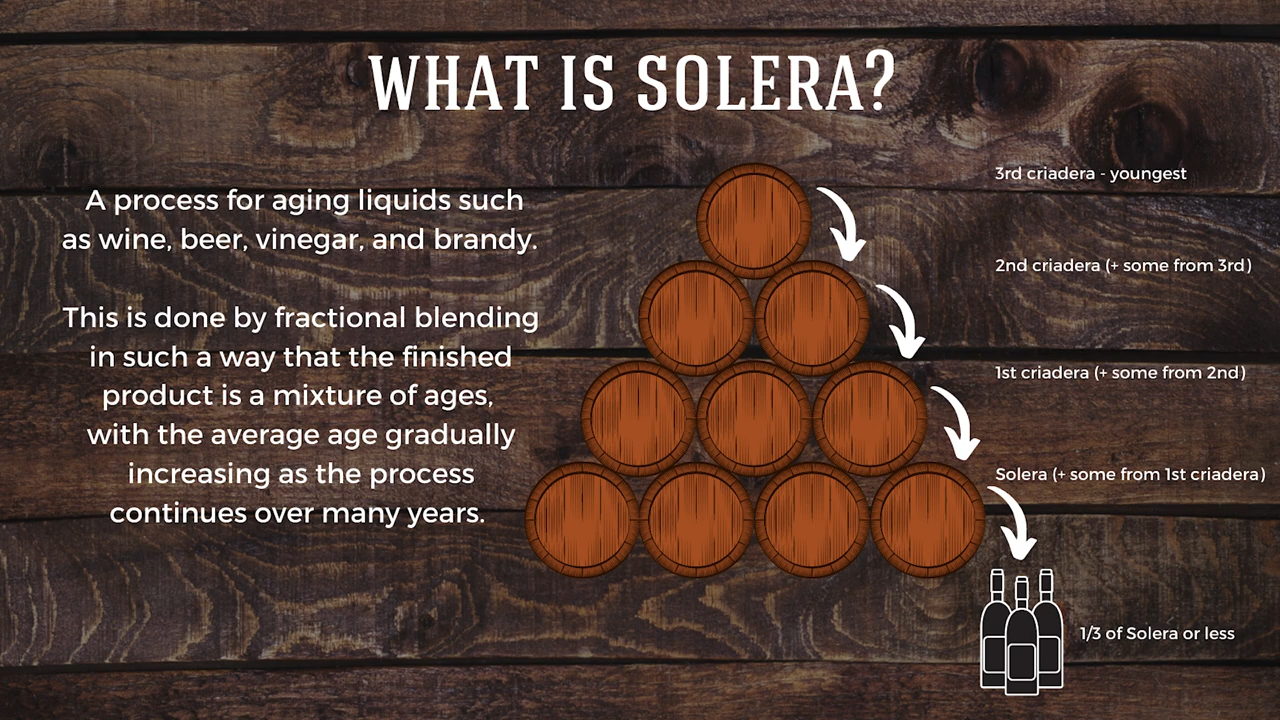 WHAT IS SOLERA?
A process for aging liquids such
as wine, beer, vinegar, and brandy.
This is done by fractional blending
in such a way that the finished
product is a mixture of ages,
with the average age gradually
increasing as the process
continues over many years.
3rd criadera - youngest
2nd criadera (+ some from 3rd)
1st criadera (+ some from 2nd)
Solera (+ some from 1st criadera)
1/3 of Solera or less